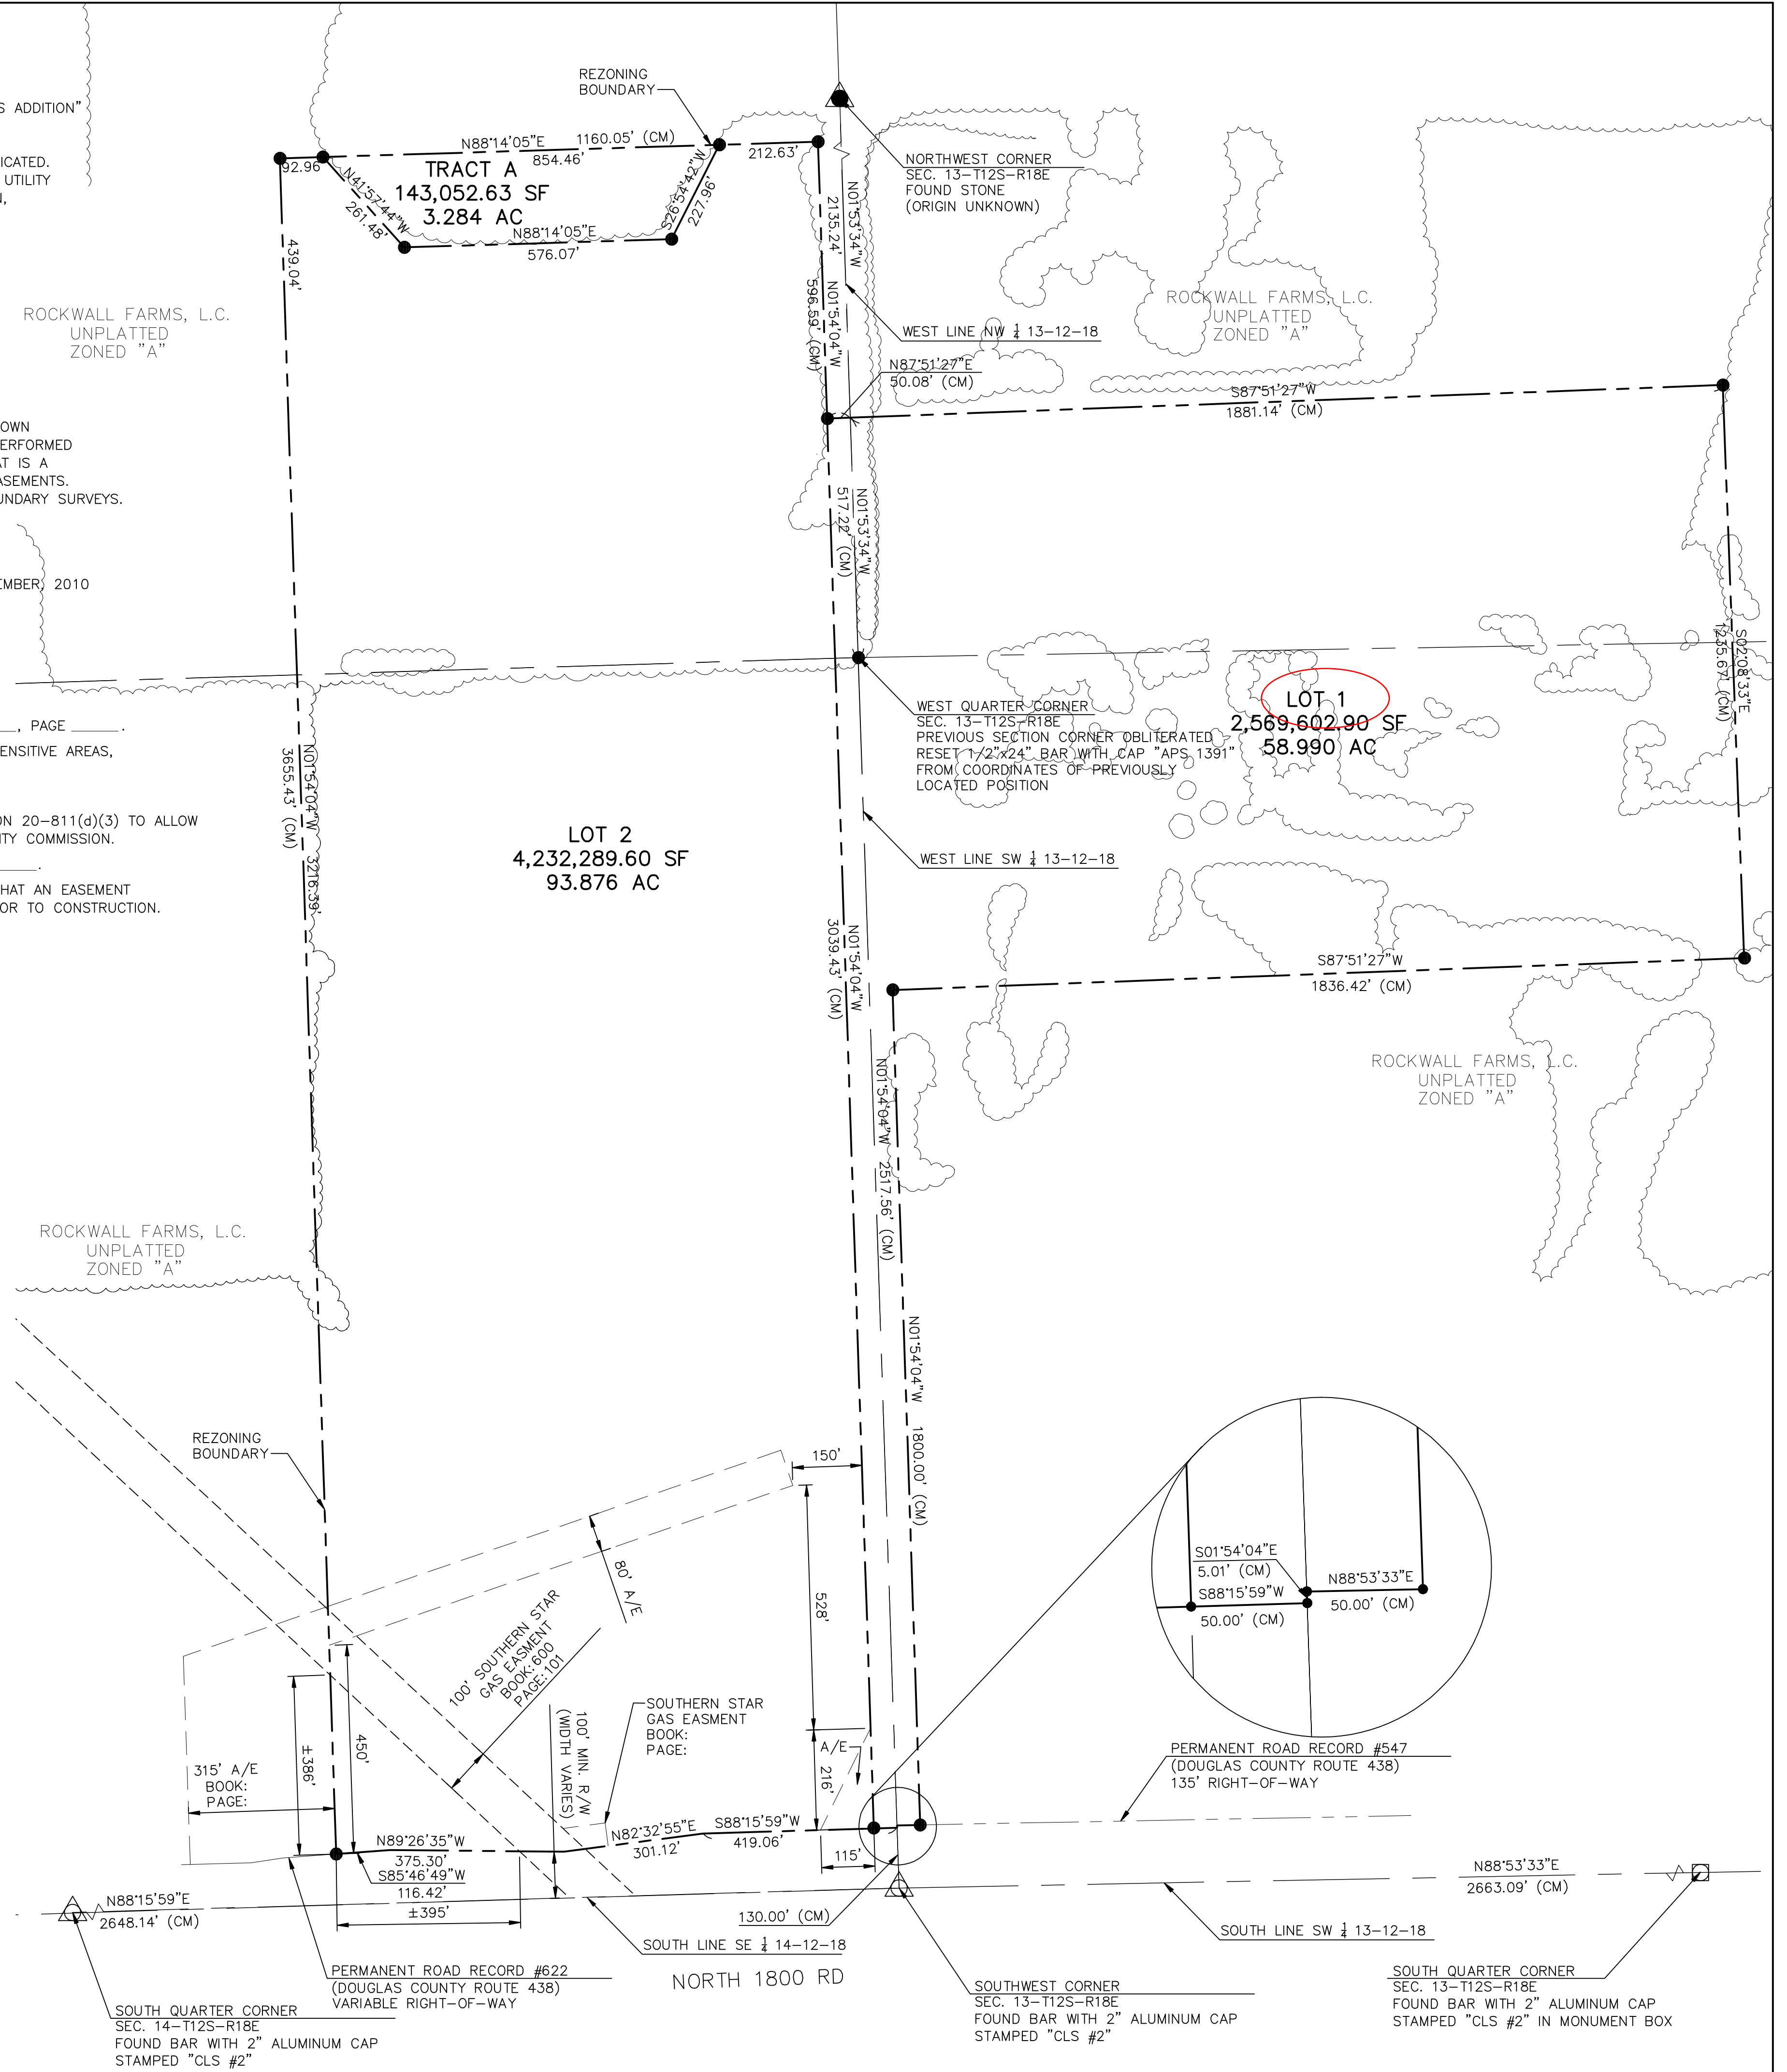 S ADDITION"
ICATED.
UTILITY
N,
REZONING
BOUNDARY
N88°14'05"E 1160.05' (CM)
92.96
854.46'
212.63'
TRACT A
143,052.63 SF
3.284 AC
N41°57'44"W
261.48'
S26°54'42"W
227.96'
N88°14'05"E
576.07'
NORTHWEST CORNER
SEC. 13-T12S-R18E
FOUND STONE
(ORIGIN UNKNOWN)
N01°53'34"W
2135.24'
N01°54'04"W
596.59' (CM)
439.04'
ROCKWALL FARMS, L.C.
UNPLATTED
ZONED "A"
ROCKWALL FARMS, L.C.
UNPLATTED
ZONED "A"
WEST LINE NW 1/4 13-12-18
N87°51'27"E
50.08' (CM)
S87°51'27"W
1881.14' (CM)
OWN
ERFORMED
AT IS A
ASEMENTS.
UNDARY SURVEYS.
N01°53'34"W
517.22' (CM)
EMBER, 2010
S02°08'33"E
1235.67' (CM)
___, PAGE ______.
ENSITIVE AREAS,
WEST QUARTER CORNER
SEC. 13-T12S-R18E
PREVIOUS SECTION CORNER OBLITERATED
RESET 1/2"x24" BAR WITH CAP "APS 1391"
FROM COORDINATES OF PREVIOUSLY
LOCATED POSITION
LOT 1
2,569,602.90 SF
58.990 AC
N01°54'04"W 3216.39'
3655.43' (CM)
ON 20-811(d)(3) TO ALLOW
ITY COMMISSION.
______.
HAT AN EASEMENT
OR TO CONSTRUCTION.
LOT 2
4,232,289.60 SF
93.876 AC
WEST LINE SW 1/4 13-12-18
N01°54'04"W
3039.43' (CM)
S87°51'27"W
1836.42' (CM)
ROCKWALL FARMS, L.C.
UNPLATTED
ZONED "A"
N01°54'04"W 2517.56' (CM)
ROCKWALL FARMS, L.C.
UNPLATTED
ZONED "A"
N01°54'04"W 1800.00' (CM)
REZONING
BOUNDARY
150'
80' A/E
528'
S01°54'04"E
5.01' (CM)
S88°15'59"W
50.00' (CM)
N88°53'33"E
50.00' (CM)
100' SOUTHERN STAR
GAS EASMENT
BOOK:600
PAGE:101
SOUTHERN STAR
GAS EASMENT
BOOK:
PAGE:
100' MIN. R/W
(WIDTH VARIES)
A/E
216'
450'
±386'
315' A/E
BOOK:
PAGE:
PERMANENT ROAD RECORD #547
(DOUGLAS COUNTY ROUTE 438)
135' RIGHT-OF-WAY
N89°26'35"W
375.30'
S85°46'49"W
116.42'
±395'
N82°32'55"E
301.12'
S88°15'59"W
419.06'
115'
N88°15'59"E
2648.14' (CM)
130.00' (CM)
N88°53'33"E
2663.09' (CM)
SOUTH LINE SE 1/4 14-12-18
SOUTH LINE SW 1/4 13-12-18
NORTH 1800 RD
PERMANENT ROAD RECORD #622
(DOUGLAS COUNTY ROUTE 438)
VARIABLE RIGHT-OF-WAY
SOUTH QUARTER CORNER
SEC. 14-T12S-R18E
FOUND BAR WITH 2" ALUMINUM CAP
STAMPED "CLS #2"
SOUTHWEST CORNER
SEC. 13-T12S-R18E
FOUND BAR WITH 2" ALUMINUM CAP
STAMPED "CLS #2"
SOUTH QUARTER CORNER
SEC. 13-T12S-R18E
FOUND BAR WITH 2" ALUMINUM CAP
STAMPED "CLS #2" IN MONUMENT BOX